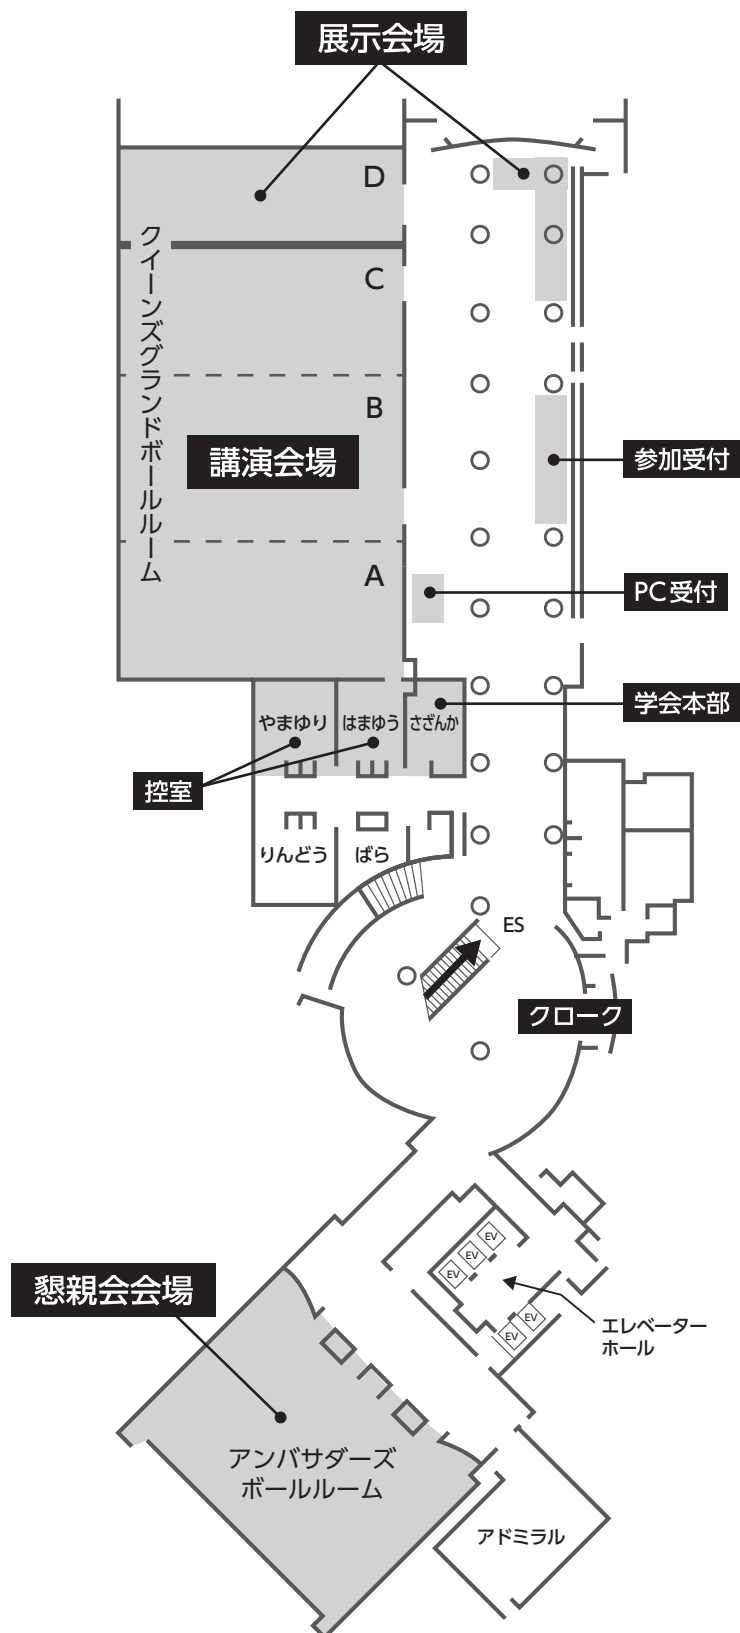 展示会場
D
クイーンズグランドボールルーム
C
B
講演会場
参加受付
A
PC受付
学会本部
やまゆり
はまゆう
さざんか
控室
りんどう
ばら
ES
クローク
EV
EV
EV
EV
EV
エレベーター
ホール
懇親会会場
アンバサダーズ
ボールルーム
アドミラル